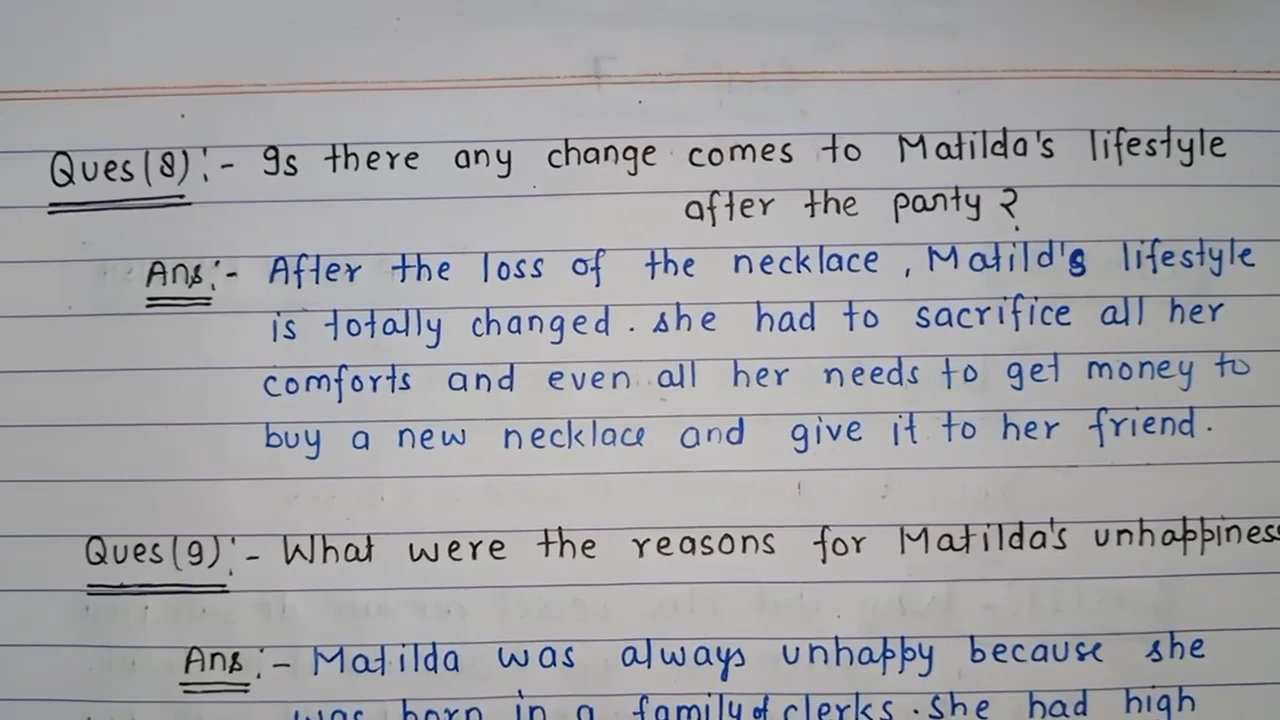 Ques(8):- Is there any change comes to Matilda's lifestyle
after the party?
Ans:- After the loss of the necklace, Matild's lifestyle
is totally changed. she had to sacrifice all her
comforts and even all her needs to get money to
buy a new necklace and give it to her friend.
Ques(9):- What were the reasons for Matilda's unhappiness
Ans:- Matilda was always unhappy because she
was born in a family of clerks. She had high